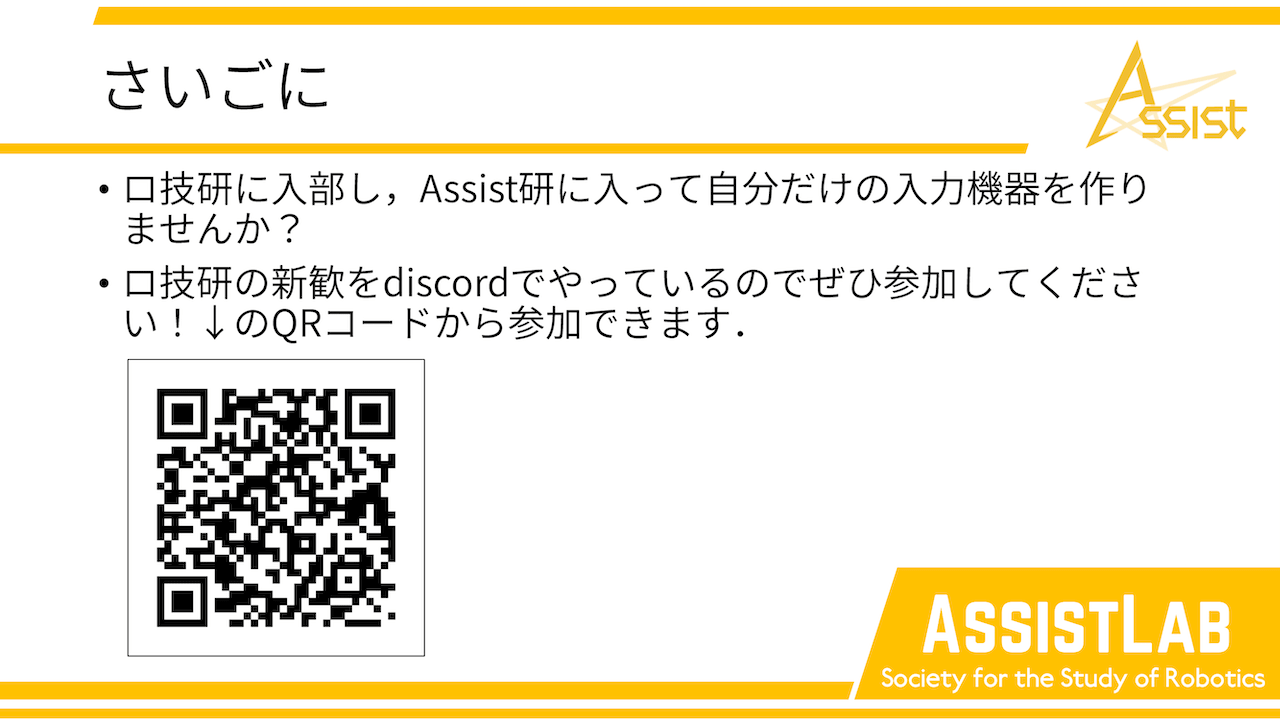 さいごに
Assist
• ロ技研に入部し，Assist研に入って自分だけの入力機器を作り
ませんか？
• ロ技研の新歓をdiscordでやっているのでぜひ参加してくださ
い！↓のQRコードから参加できます．
ASSISTLAB
Society for the Study of Robotics